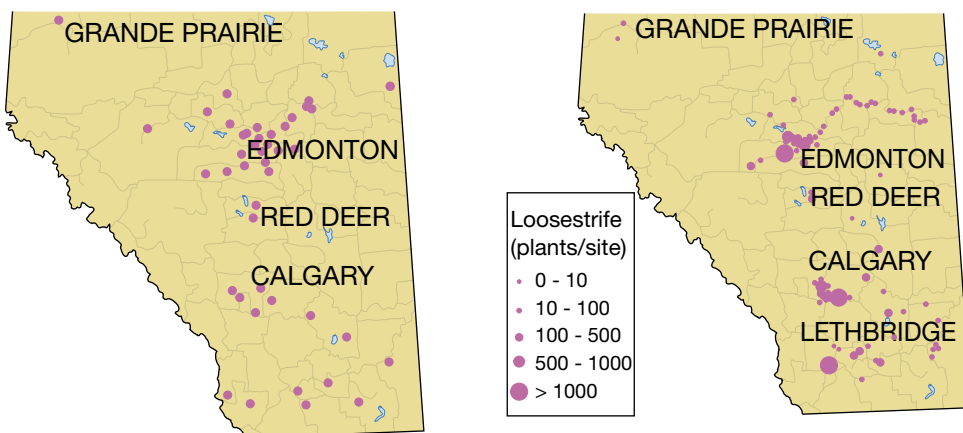 GRANDE PRAIRIE
EDMONTON
RED DEER
CALGARY
Loosestrife
(plants/site)
0 - 10
10 - 100
100 - 500
500 - 1000
> 1000
GRANDE PRAIRIE
EDMONTON
RED DEER
CALGARY
LETHBRIDGE